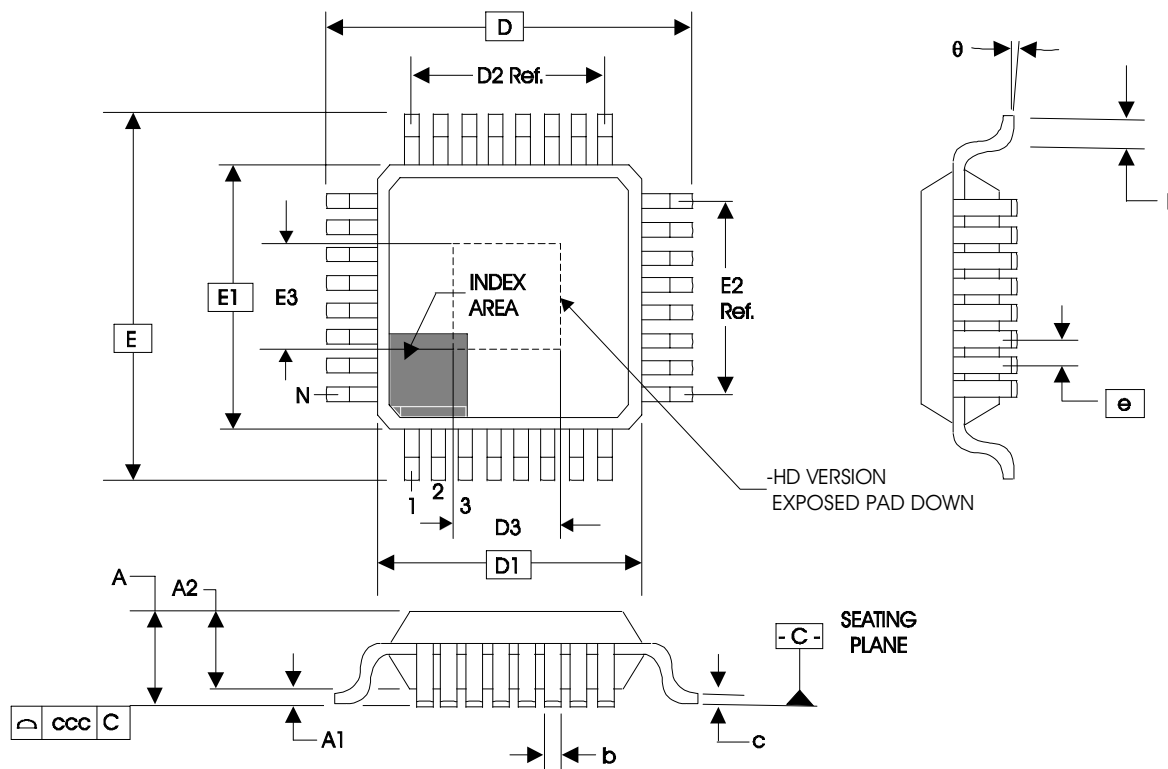 D
θ
D2 Ref.
E
E1
E3
INDEX
AREA
E2
Ref.
N
e
-HD VERSION
EXPOSED PAD DOWN
1
2
3
D3
D1
A
A2
- C -
SEATING
PLANE
ccc C
A1
b
c